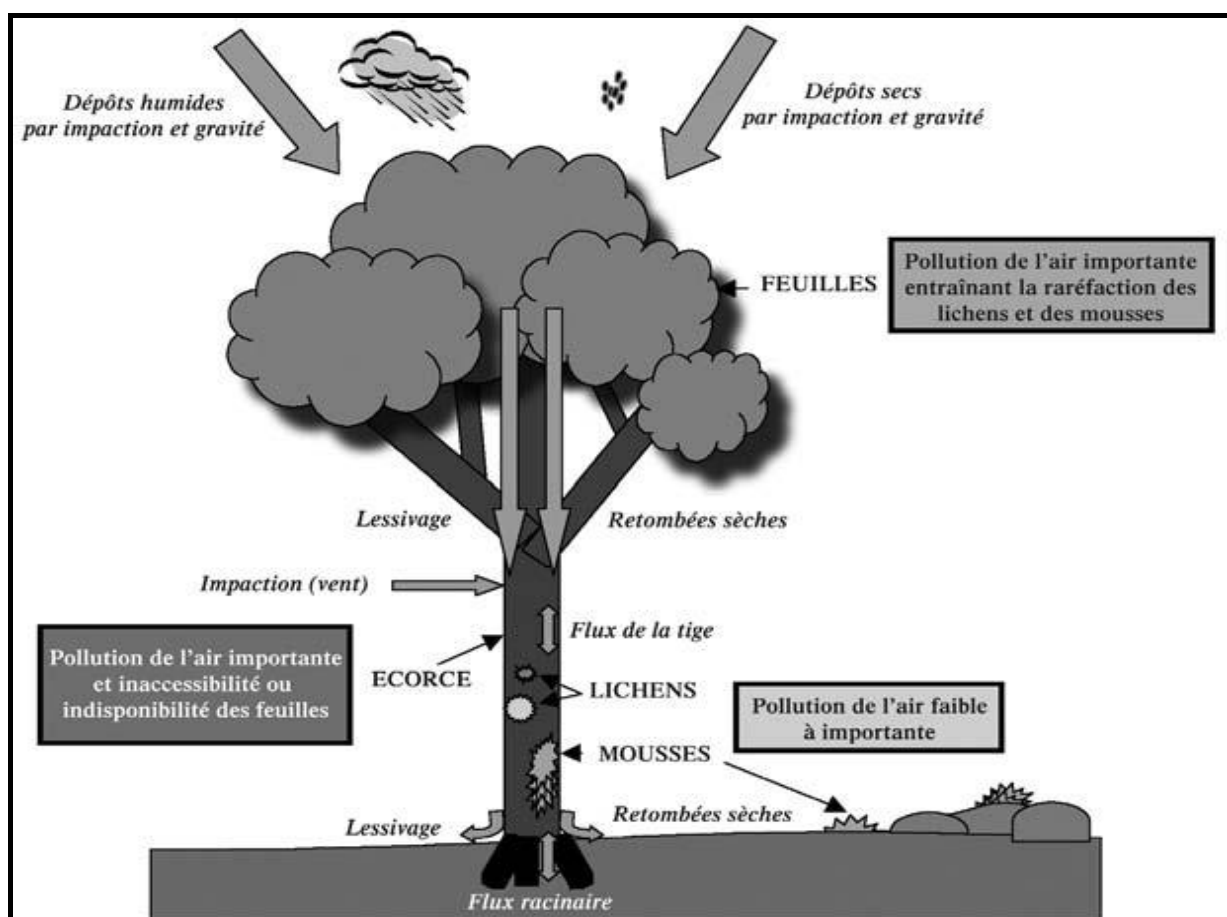 Dépôts humides
par impaction et gravité
Dépôts secs
par impaction et gravité
FEUILLES
Pollution de l'air importante
entraînant la raréfaction des
lichens et des mousses
Lessivage
Retombées sèches
Impaction (vent)
Flux de la tige
Pollution de l'air importante
et inaccessibilité ou
indisponibilité des feuilles
ECORCE
LICHENS
Pollution de l'air faible
à importante
MOUSSES
Lessivage
Retombées sèches
Flux racinaire